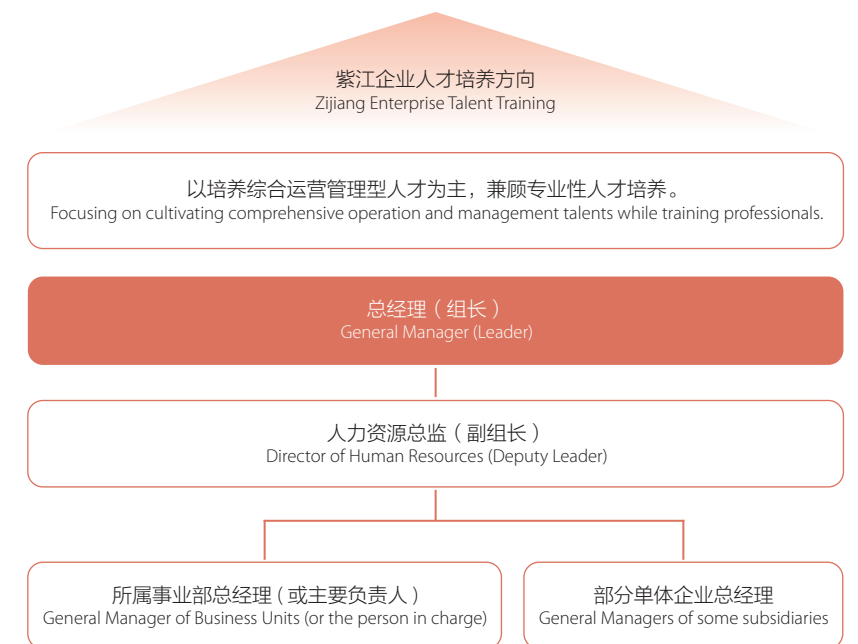 紫江企业人才培养方向
Zijiang Enterprise Talent Training
以培养综合运营管理型人才为主，兼顾专业性人才培养。
Focusing on cultivating comprehensive operation and management talents while training professionals.
总经理（组长）
General Manager (Leader)
人力资源总监（副组长）
Director of Human Resources (Deputy Leader)
所属事业部总经理（或主要负责人）
General Manager of Business Units (or the person in charge)
部分单体企业总经理
General Managers of some subsidiaries